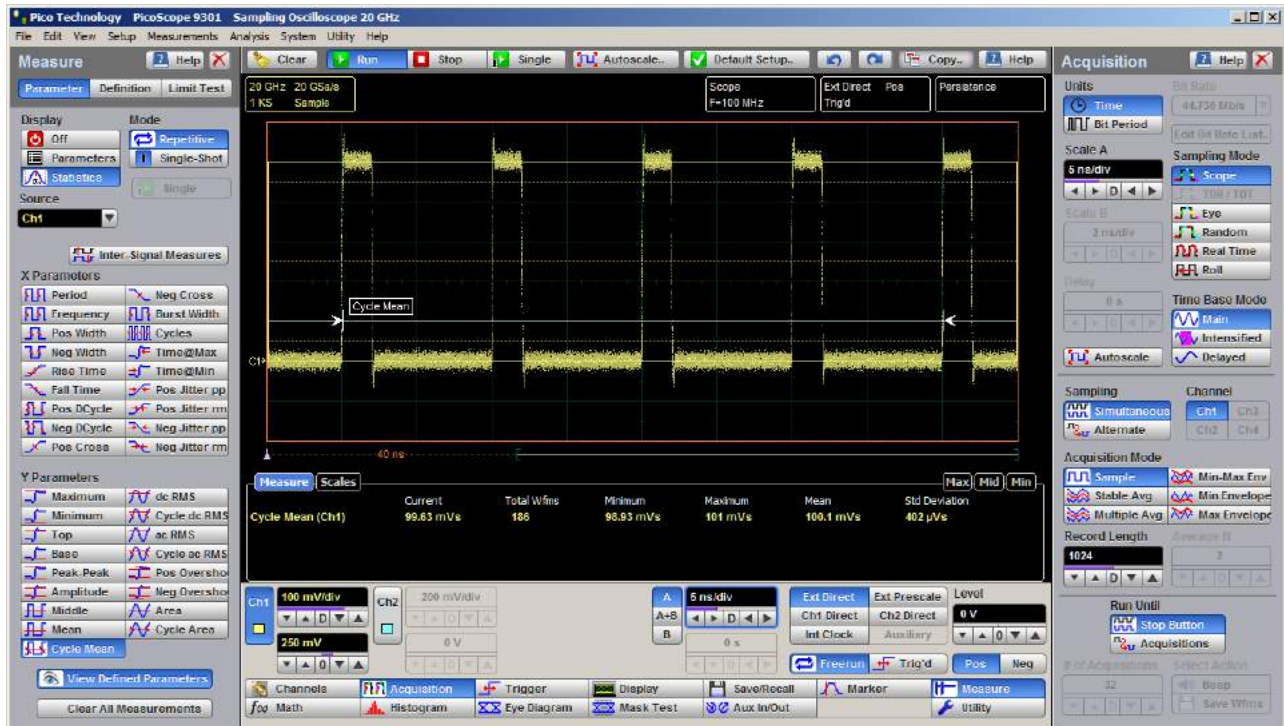 Pico Technology PicoScope 9301 Sampling Oscilloscope 20 GHz
File Edit View Setup Measurements Analysis System Utility Help
Measure Help
Parameter Definition Limit Test
Display Mode
Off Repetitive
Parameters Single-Shot
Statistics
Single
Source
Ch1
Inter-Signal Measures
X Parameters
Period Neg Cross
Frequency Burst Width
Pos Width Cycles
Neg Width Time@Max
Rise Time Time@Min
Fall Time Pos Jitter pp
Pos DCycle Pos Jitter rm
Neg DCycle Neg Jitter pp
Pos Cross Neg Jitter rm
Y Parameters
Maximum dc RMS
Minimum Cycle dc RMS
Top ac RMS
Base Cycle ac RMS
Peak-Peak Pos Oversho
Amplitude Neg Oversho
Middle Area
Mean Cycle Area
Cycle Mean
View Defined Parameters
Clear All Measurements
Clear Run Stop Single Autoscale.. Default Setup.. Copy.. Help
20 GHz 20 GSa/s
1 KS Sample
Scope
F=100 MHz
Ext Direct Pos
Trig'd
Persistence
Cycle Mean
C1
40 ns
Measure Scales Max Mid Min
Current Total Wfms Minimum Maximum Mean Std Deviation
Cycle Mean (Ch1) 99.63 mVs 186 98.93 mVs 101 mVs 100.1 mVs 402 µVs
Ch1 100 mV/div Ch2 200 mV/div
D
250 mV 0 V
0
A 5 ns/div
A+B D
B 0 s
Ext Direct Ext Prescale Level
Ch1 Direct Ch2 Direct 0 V
Int Clock Auxiliary 0
Freerun Trig'd Pos Neg
Channels Acquisition Trigger Display Save/Recall Marker Measure
foo Math Histogram Eye Diagram Mask Test Aux In/Out Utility
Acquisition Help
Units Bit Rate
Time 44.736 Mb/s
Bit Period Edit Bit Rate List..
Scale A Sampling Mode
5 ns/div Scope
D TDR / TDT
Scale B Eye
2 ns/div Random
Real Time
Roll
Delay
0 s Time Base Mode
Main
Intensified
Autoscale Delayed
Sampling Channel
Simultaneous Ch1 Ch3
Alternate Ch2 Ch4
Acquisition Mode
Sample Min-Max Env
Stable Avg Min Envelope
Multiple Avg Max Envelope
Record Length Average N
1024 2
D
Run Until
Stop Button
Acquisitions
# of Acquisitions Select Action
32 Beep
Save Wfms